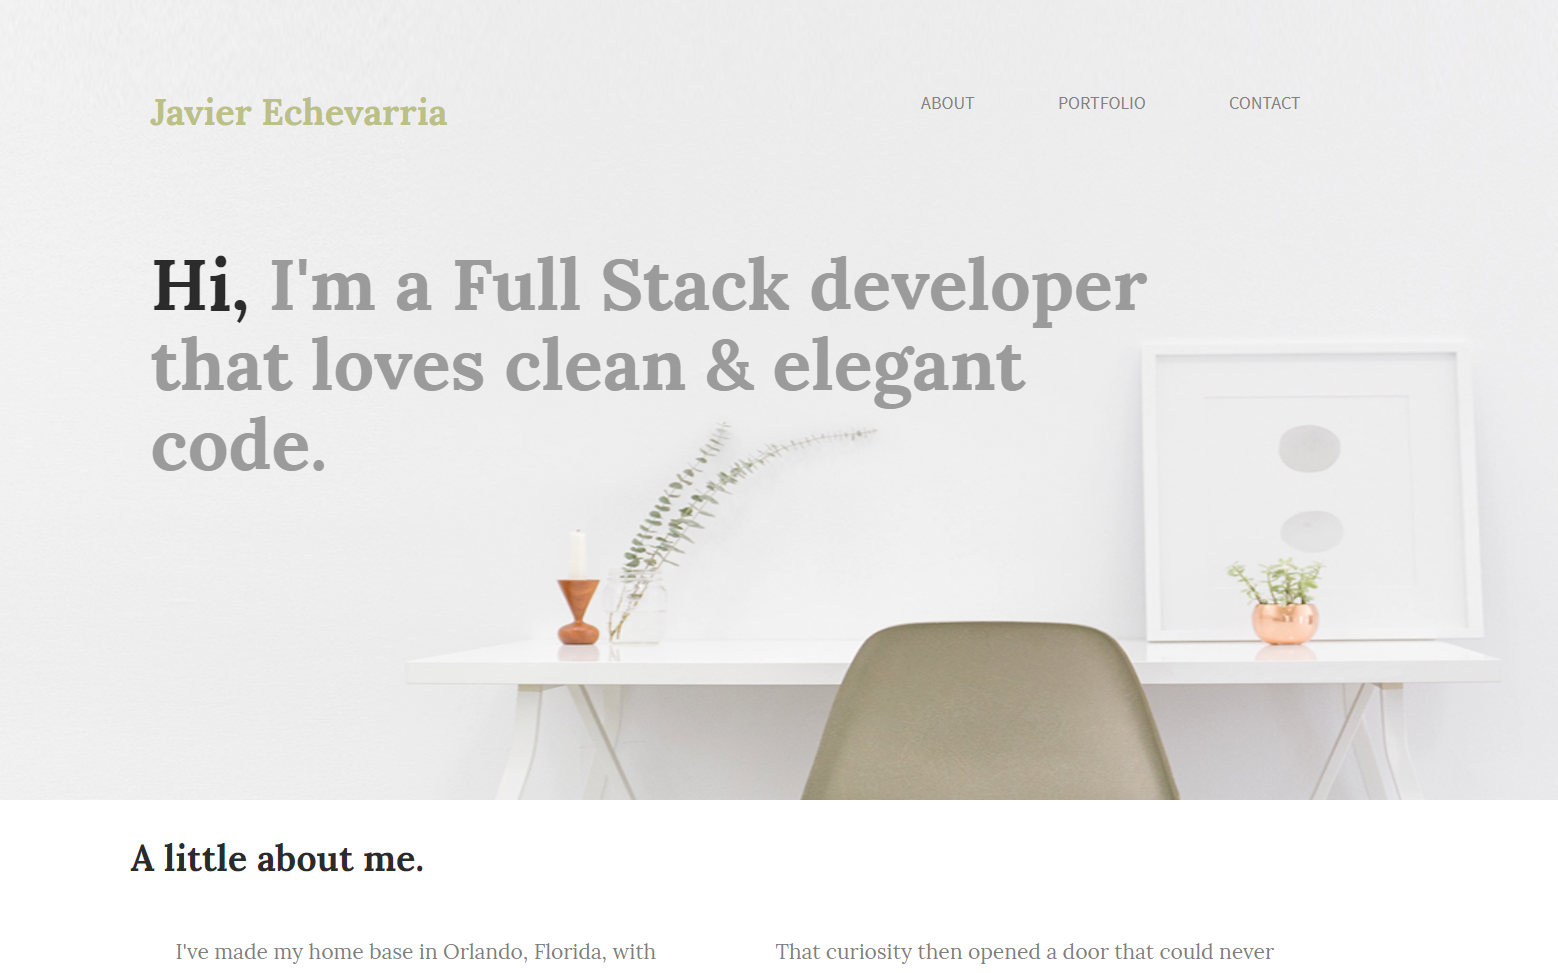 Javier Echevarria
ABOUT PORTFOLIO CONTACT
Hi, I'm a Full Stack developer
that loves clean & elegant
code.
A little about me.
I've made my home base in Orlando, Florida, with
That curiosity then opened a door that could never